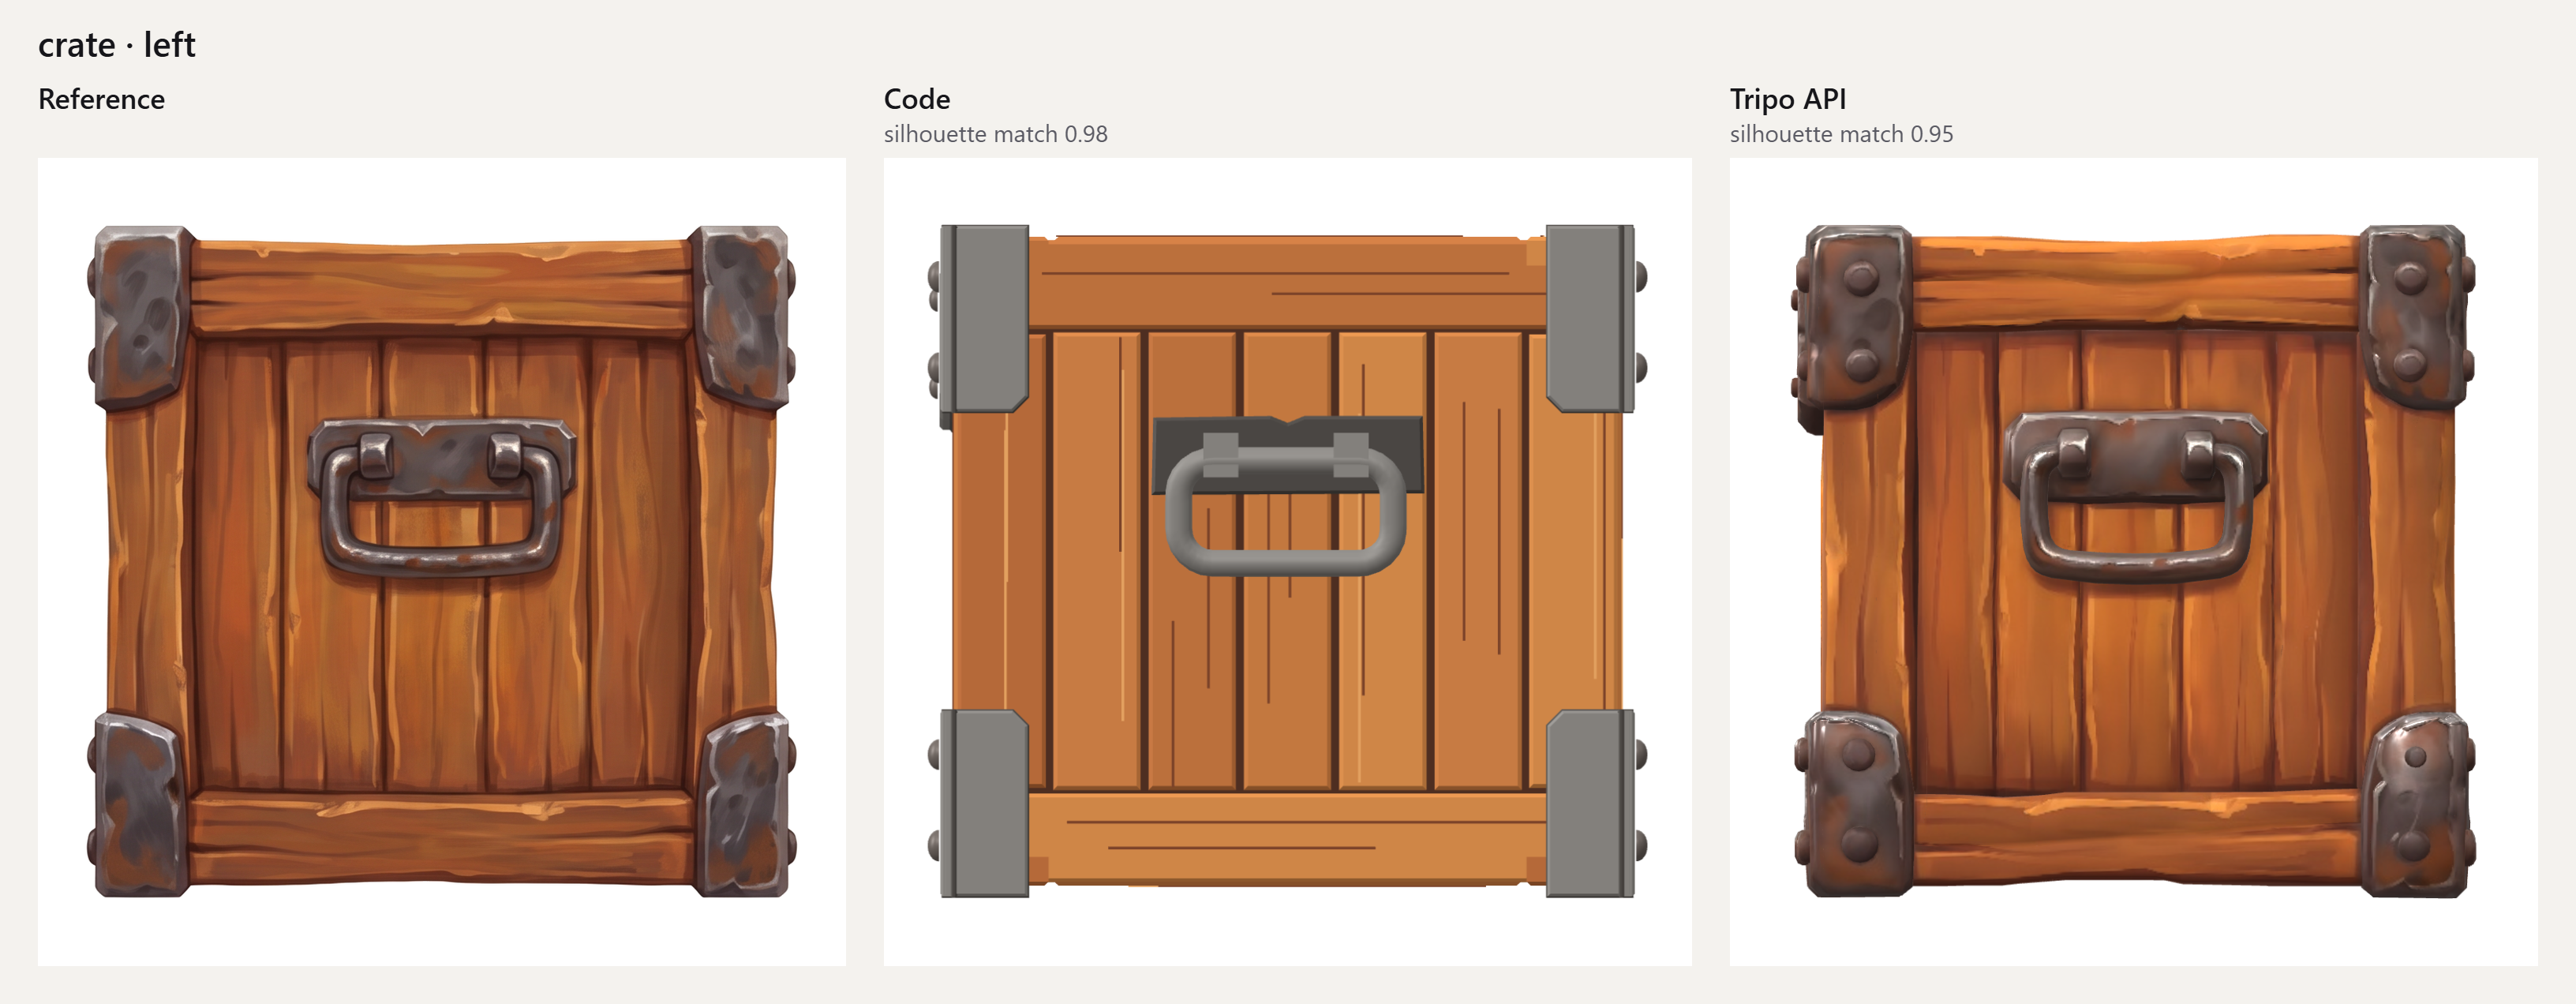 crate · left
Reference
Code
silhouette match 0.98
Tripo API
silhouette match 0.95